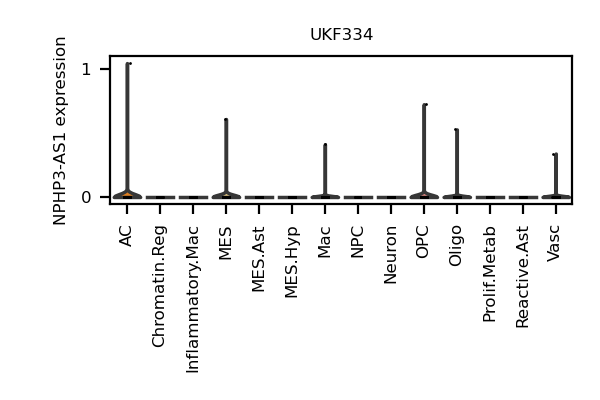 UKF334
NPHP3-AS1 expression
1
0
AC
Chromatin.Reg
Inflammatory.Mac
MES
MES.Ast
MES.Hyp
Mac
NPC
Neuron
OPC
Oligo
Prolif.Metab
Reactive.Ast
Vasc